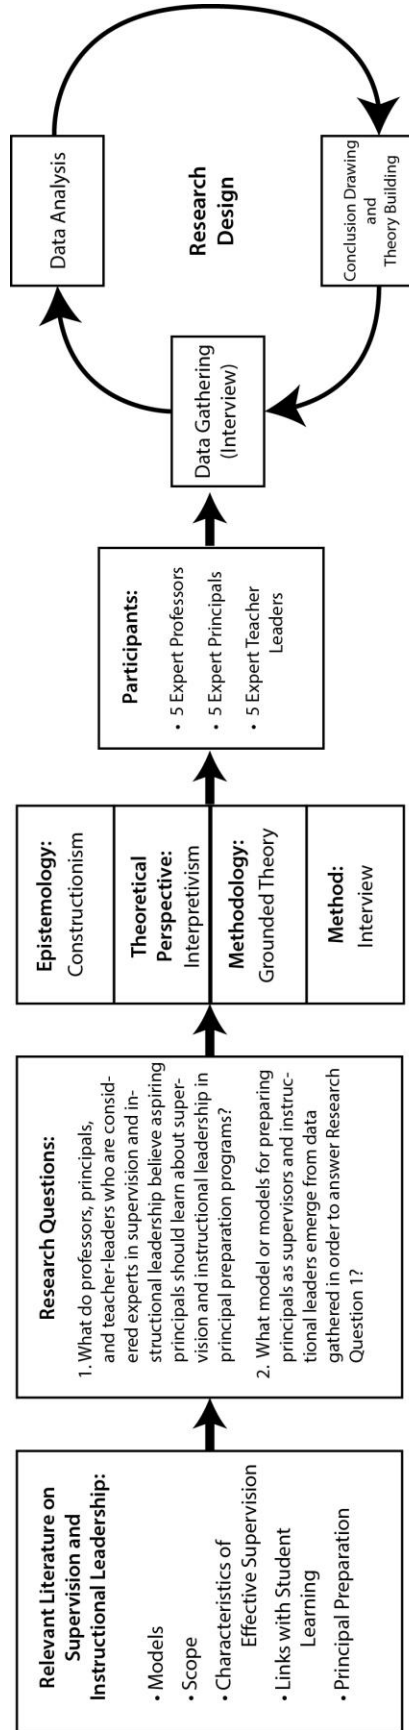 Relevant Literature on
Supervision and
Instructional Leadership:
• Models
• Scope
• Characteristics of
Effective Supervision
• Links with Student
Learning
• Principal Preparation
Research Questions:
1. What do professors, principals,
and teacher-leaders who are consid-
ered experts in supervision and in-
structional leadership believe aspiring
principals should learn about super-
vision and instructional leadership in
principal preparation programs?
2. What model or models for preparing
principals as supervisors and instruc-
tional leaders emerge from data
gathered in order to answer Research
Question 1?
Epistemology:
Constructionism
Theoretical
Perspective:
Interpretivism
Methodology:
Grounded Theory
Method:
Interview
Participants:
• 5 Expert Professors
• 5 Expert Principals
• 5 Expert Teacher
Leaders
Data Gathering
(Interview)
Data Analysis
Research
Design
Conclusion Drawing
and
Theory Building